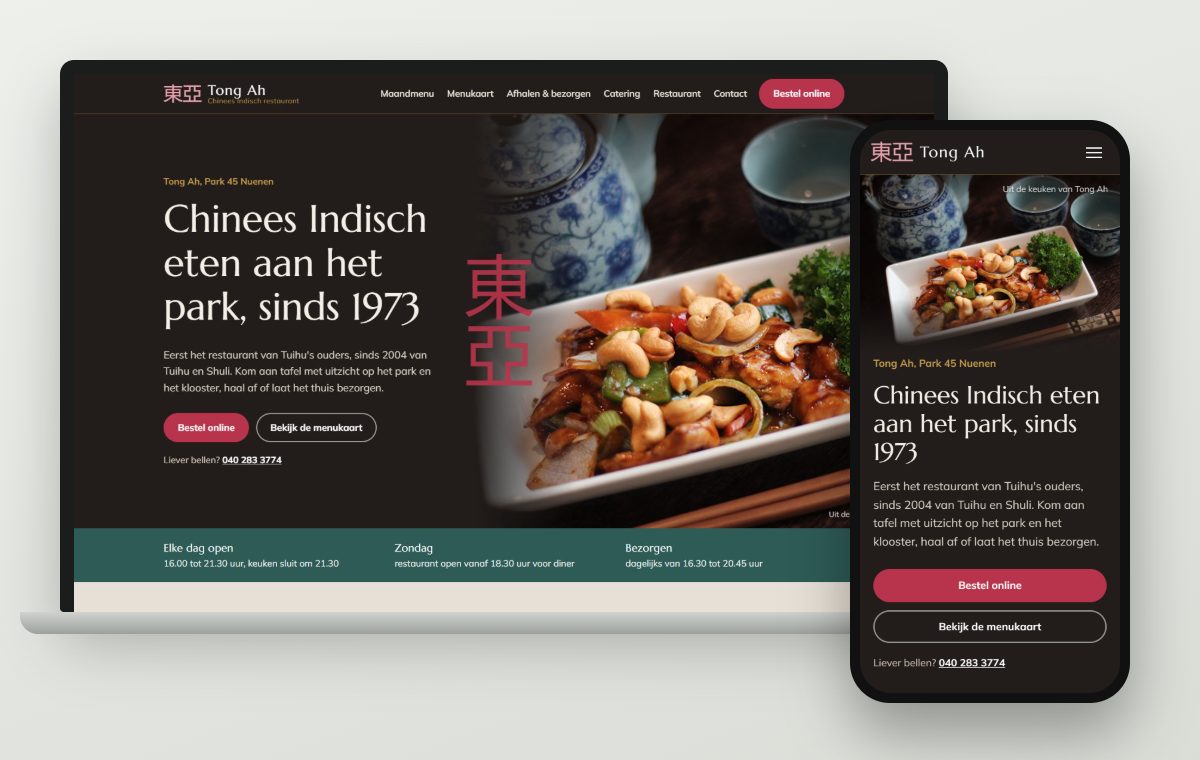 東亞 Tong Ah
Chinees Indisch restaurant
Maandmenu Menukaart Afhalen & bezorgen Catering Restaurant Contact Bestel online
Tong Ah, Park 45 Nuenen
Chinees Indisch
eten aan het
park, sinds 1973
東
亞
Eerst het restaurant van Tuihu's ouders, sinds 2004 van
Tuihu en Shuli. Kom aan tafel met uitzicht op het park en
het klooster, haal af of laat het thuis bezorgen.
Bestel online Bekijk de menukaart
Liever bellen? 040 283 3774
Uit de
Elke dag open
16.00 tot 21.30 uur, keuken sluit om 21.30
Zondag
restaurant open vanaf 18.30 uur voor diner
Bezorgen
dagelijks van 16.30 tot 20.45 uur
東亞 Tong Ah
Uit de keuken van Tong Ah
Tong Ah, Park 45 Nuenen
Chinees Indisch eten
aan het park, sinds
1973
Eerst het restaurant van Tuihu's ouders,
sinds 2004 van Tuihu en Shuli. Kom aan
tafel met uitzicht op het park en het
klooster, haal af of laat het thuis bezorgen.
Bestel online
Bekijk de menukaart
Liever bellen? 040 283 3774